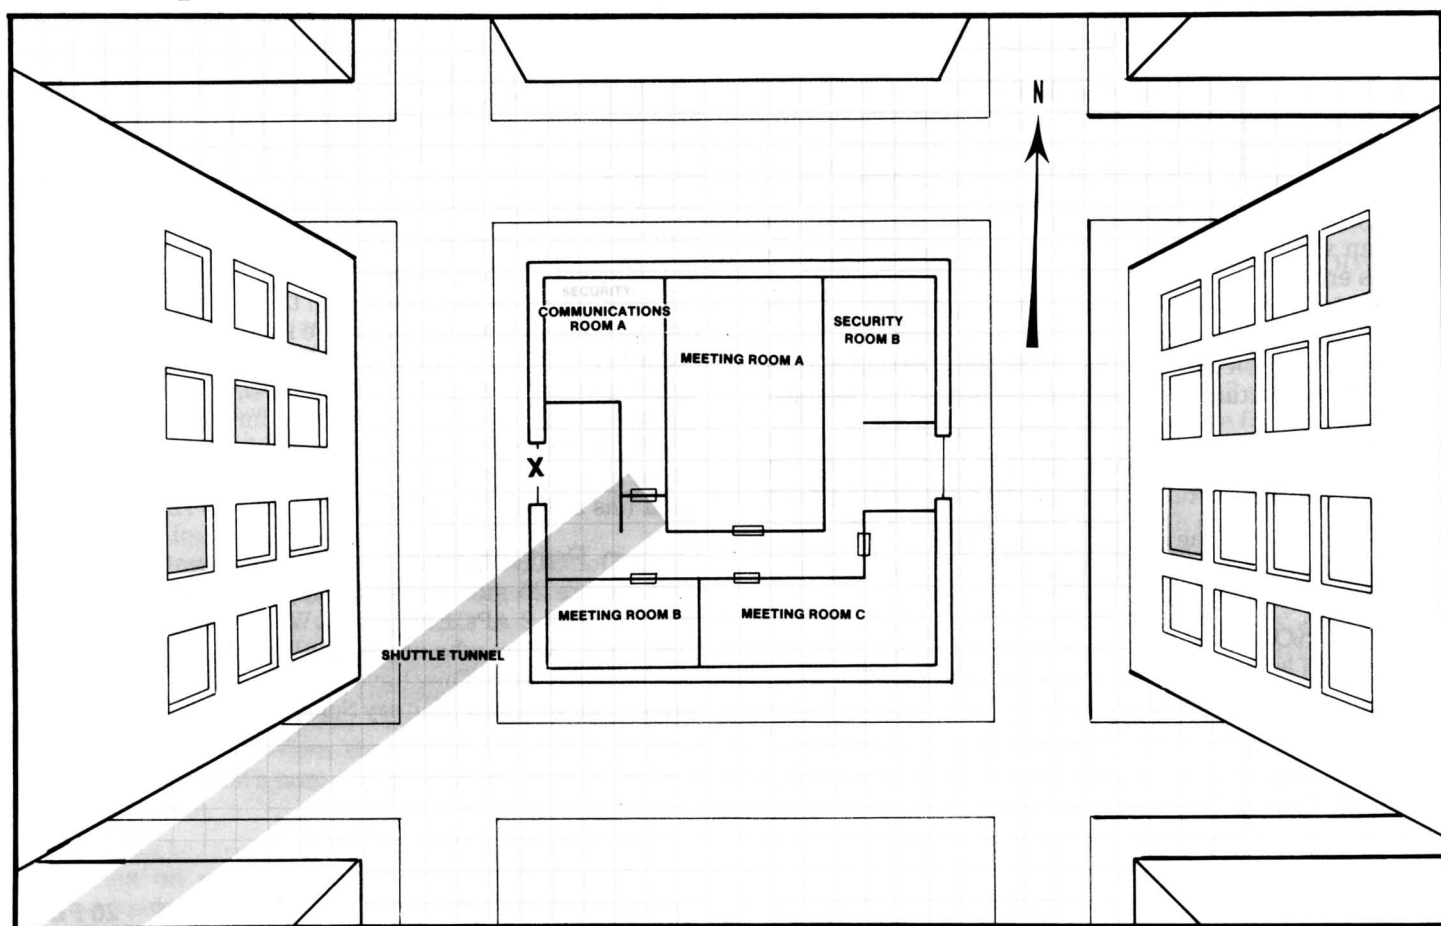 N
SECURITY
COMMUNICATIONS
ROOM A
SECURITY
ROOM B
MEETING ROOM A
X
MEETING ROOM B
MEETING ROOM C
SHUTTLE TUNNEL